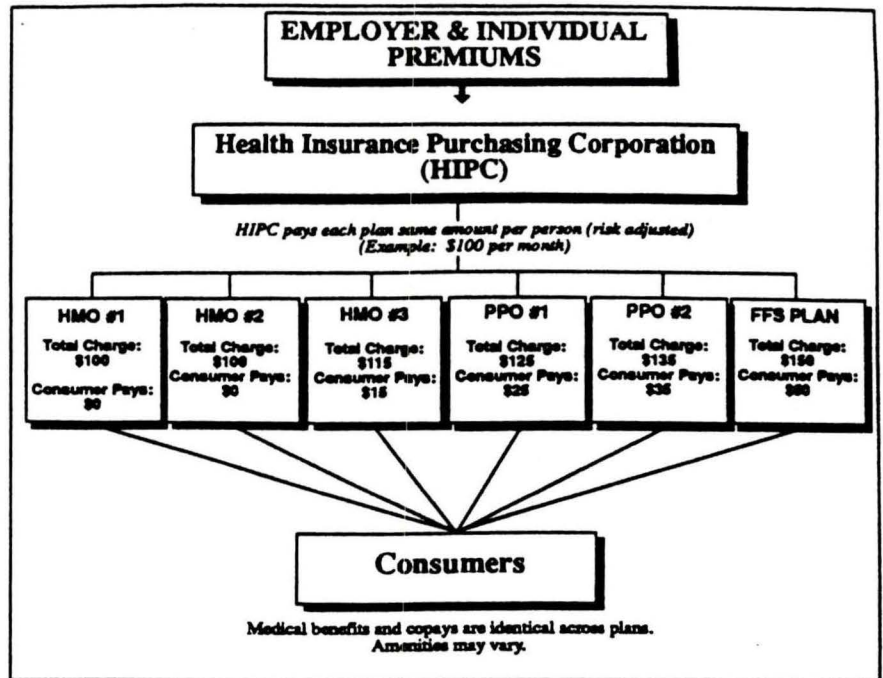 EMPLOYER & INDIVIDUAL
PREMIUMS
Health Insurance Purchasing Corporation
(HIPC)
HIPC pays each plan same amount per person (risk adjusted)
(Example: $100 per month)
HMO #1
Total Charge:
$100
Consumer Pays:
$0
HMO #2
Total Charge:
$100
Consumer Pays:
$0
HMO #3
Total Charge:
$115
Consumer Pays:
$15
PPO #1
Total Charge:
$125
Consumer Pays:
$25
PPO #2
Total Charge:
$135
Consumer Pays:
$35
FFS PLAN
Total Charge:
Consumer Pays:
Consumers
Medical benefits and copays are identical across plans.
Amenities may vary.